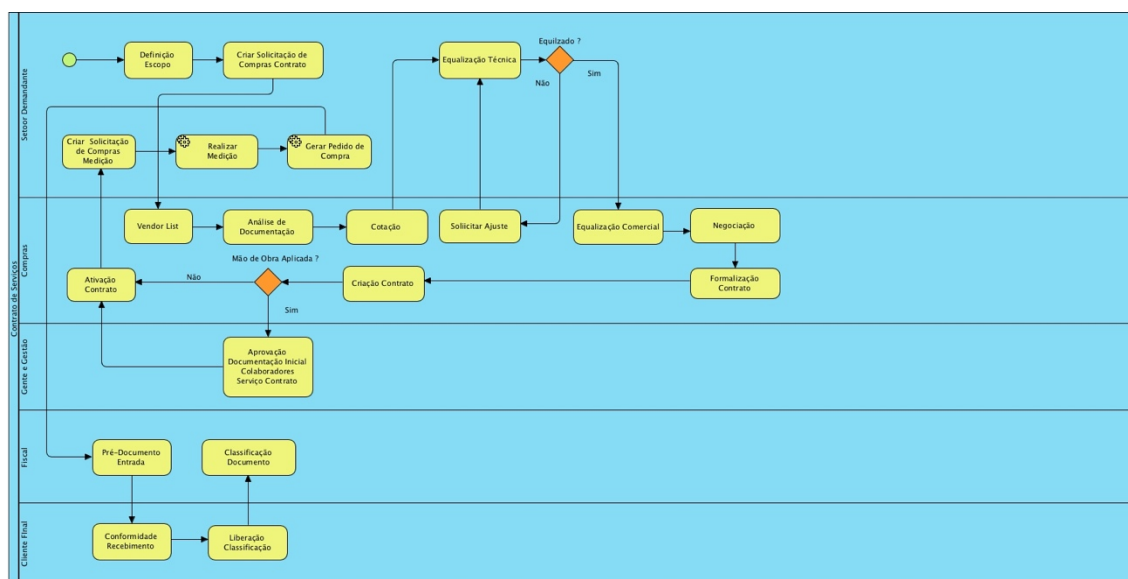 Contrato de Serviços
Setoor Demandante
Definição
Escopo
Criar Solicitação de
Compras Contrato
Equalização Técnica
Equilzado ?
Não
Sim
Criar  Solicitação
de Compras
Medição
Realizar
Medição
Gerar Pedido de
Compra
Compras
Vendor List
Análise de
Documentação
Cotação
Soliicitar Ajuste
Equalização Comercial
Negociação
Mão de Obra Aplicada ?
Ativação
Contrato
Não
Sim
Criação Contrato
Formalização
Contrato
Gente e Gestão
Aprovação
Documentação Inicial
Colaboradores
Serviço Contrato
Fiscal
Pré-Documento
Entrada
Classificação
Documento
Cliente FInal
Conformidade
Recebimento
Liberação
Classificação